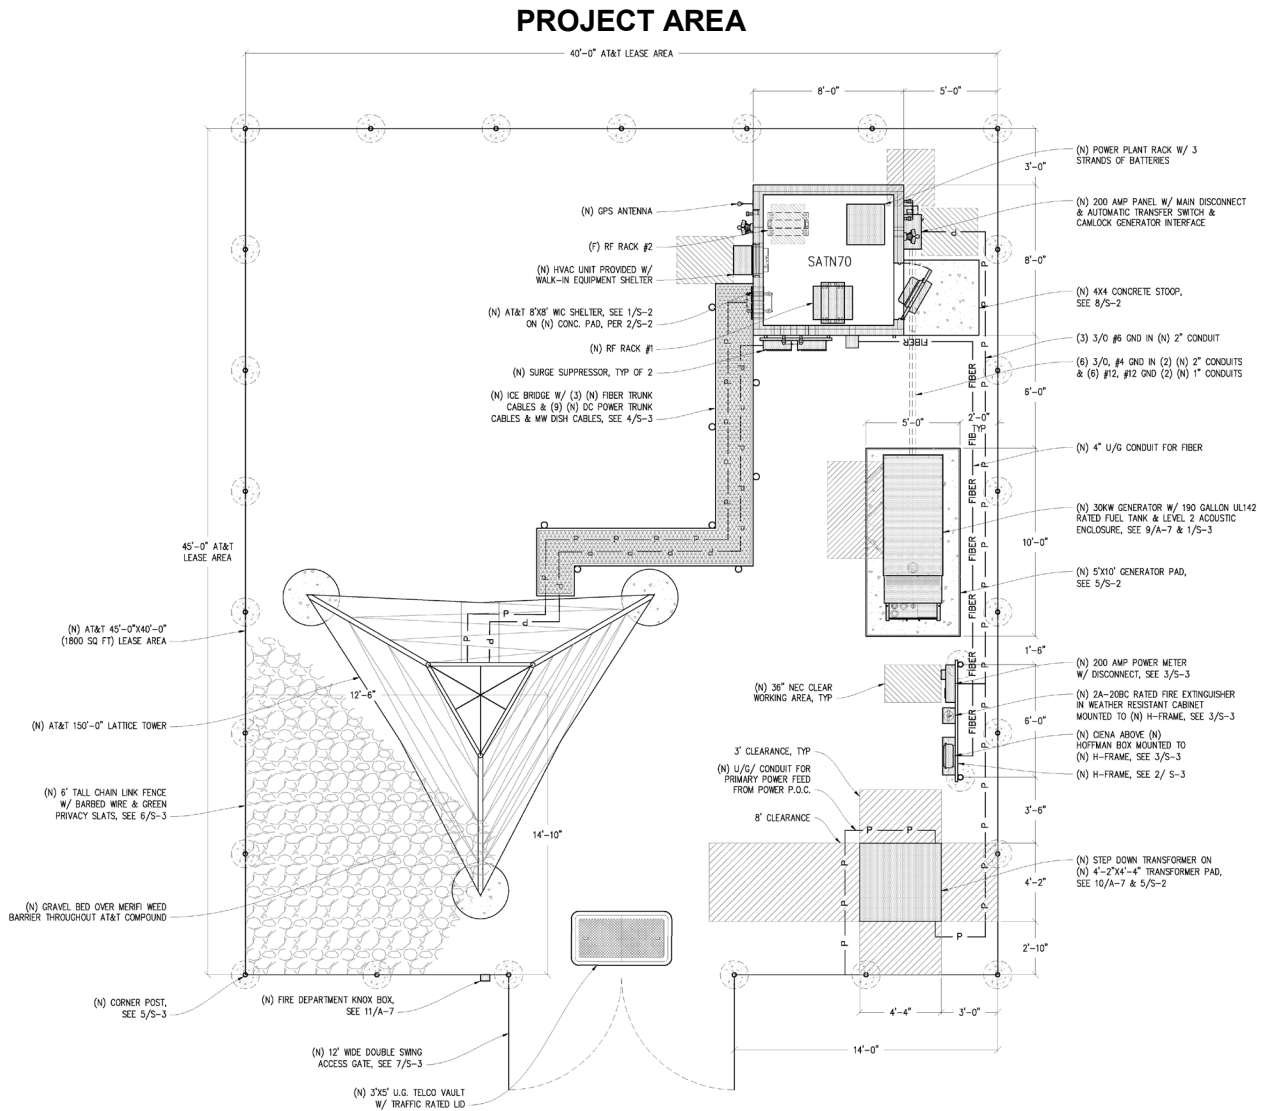 PROJECT AREA
40'-0" AT&T LEASE AREA
8'-0"
5'-0"
(N) POWER PLANT RACK W/ 3
STRANDS OF BATTERIES
3'-0"
(N) 200 AMP PANEL W/ MAIN DISCONNECT
& AUTOMATIC TRANSFER SWITCH &
CAMLOCK GENERATOR INTERFACE
(N) GPS ANTENNA
P
(F) RF RACK #2
SATN70
8'-0"
P
(N) HVAC UNIT PROVIDED W/
WALK-IN EQUIPMENT SHELTER
(N) 4X4 CONCRETE STOOP,
SEE 8/S-2
(N) AT&T 8'X8' WIC SHELTER, SEE 1/S-2
ON (N) CONC. PAD, PER 2/S-2
P
(3) 3/0 #6 GND IN (N) 2" CONDUIT
FIBER
(N) RF RACK #1
P
(6) 3/0, #4 GND IN (2) (N) 2" CONDUITS
& (6) #12, #12 GND (2) (N) 1" CONDUITS
(N) SURGE SUPPRESSOR, TYP OF 2
FIBER
P
6'-0"
(N) ICE BRIDGE W/ (3) (N) FIBER TRUNK
CABLES & (9) (N) DC POWER TRUNK
CABLES & MW DISH CABLES, SEE 4/S-3
2'-0"
TYP
5'-0"
FIB
(N) 4" U/G CONDUIT FOR FIBER
P
FIBER
P
(N) 30KW GENERATOR W/ 190 GALLON UL142
RATED FUEL TANK & LEVEL 2 ACOUSTIC
ENCLOSURE, SEE 9/A-7 & 1/S-3
P
P
P
P
P
P
P
P
10'-0"
FIBER
45'-0" AT&T
LEASE AREA
(N) 5'X10' GENERATOR PAD,
SEE 5/S-2
FIBER
P
P
P
P
P
(N) AT&T 45'-0"X40'-0"
(1800 SQ FT) LEASE AREA
1'-6"
FIBER
(N) 200 AMP POWER METER
W/ DISCONNECT, SEE 3/S-3
(N) 36" NEC CLEAR
WORKING AREA, TYP
12'-6"
(N) 2A-20BC RATED FIRE EXTINGUISHER
IN WEATHER RESISTANT CABINET
MOUNTED TO (N) H-FRAME, SEE 3/S-3
FIBER
6'-0"
(N) AT&T 150'-0" LATTICE TOWER
(N) CIENA ABOVE (N)
HOFFMAN BOX MOUNTED TO
(N) H-FRAME, SEE 3/S-3
3' CLEARANCE, TYP
(N) U/G/ CONDUIT FOR
PRIMARY POWER FEED
FROM POWER P.O.C.
(N) H-FRAME, SEE 2/ S-3
(N) 6' TALL CHAIN LINK FENCE
W/ BARBED WIRE & GREEN
PRIVACY SLATS, SEE 6/S-3
3'-6"
8' CLEARANCE
P
P
14'-10"
(N) STEP DOWN TRANSFORMER ON
(N) 4'-2"X4'-4" TRANSFORMER PAD,
SEE 10/A-7 & 5/S-2
4'-2"
P
P
(N) GRAVEL BED OVER MERIFI WEED
BARRIER THROUGHOUT AT&T COMPOUND
P
P
2'-10"
(N) CORNER POST,
SEE 5/S-3
(N) FIRE DEPARTMENT KNOX BOX,
SEE 11/A-7
4'-4"
3'-0"
14'-0"
(N) 12' WIDE DOUBLE SWING
ACCESS GATE, SEE 7/S-3
(N) 3'X5' U.G. TELCO VAULT
W/ TRAFFIC RATED LID